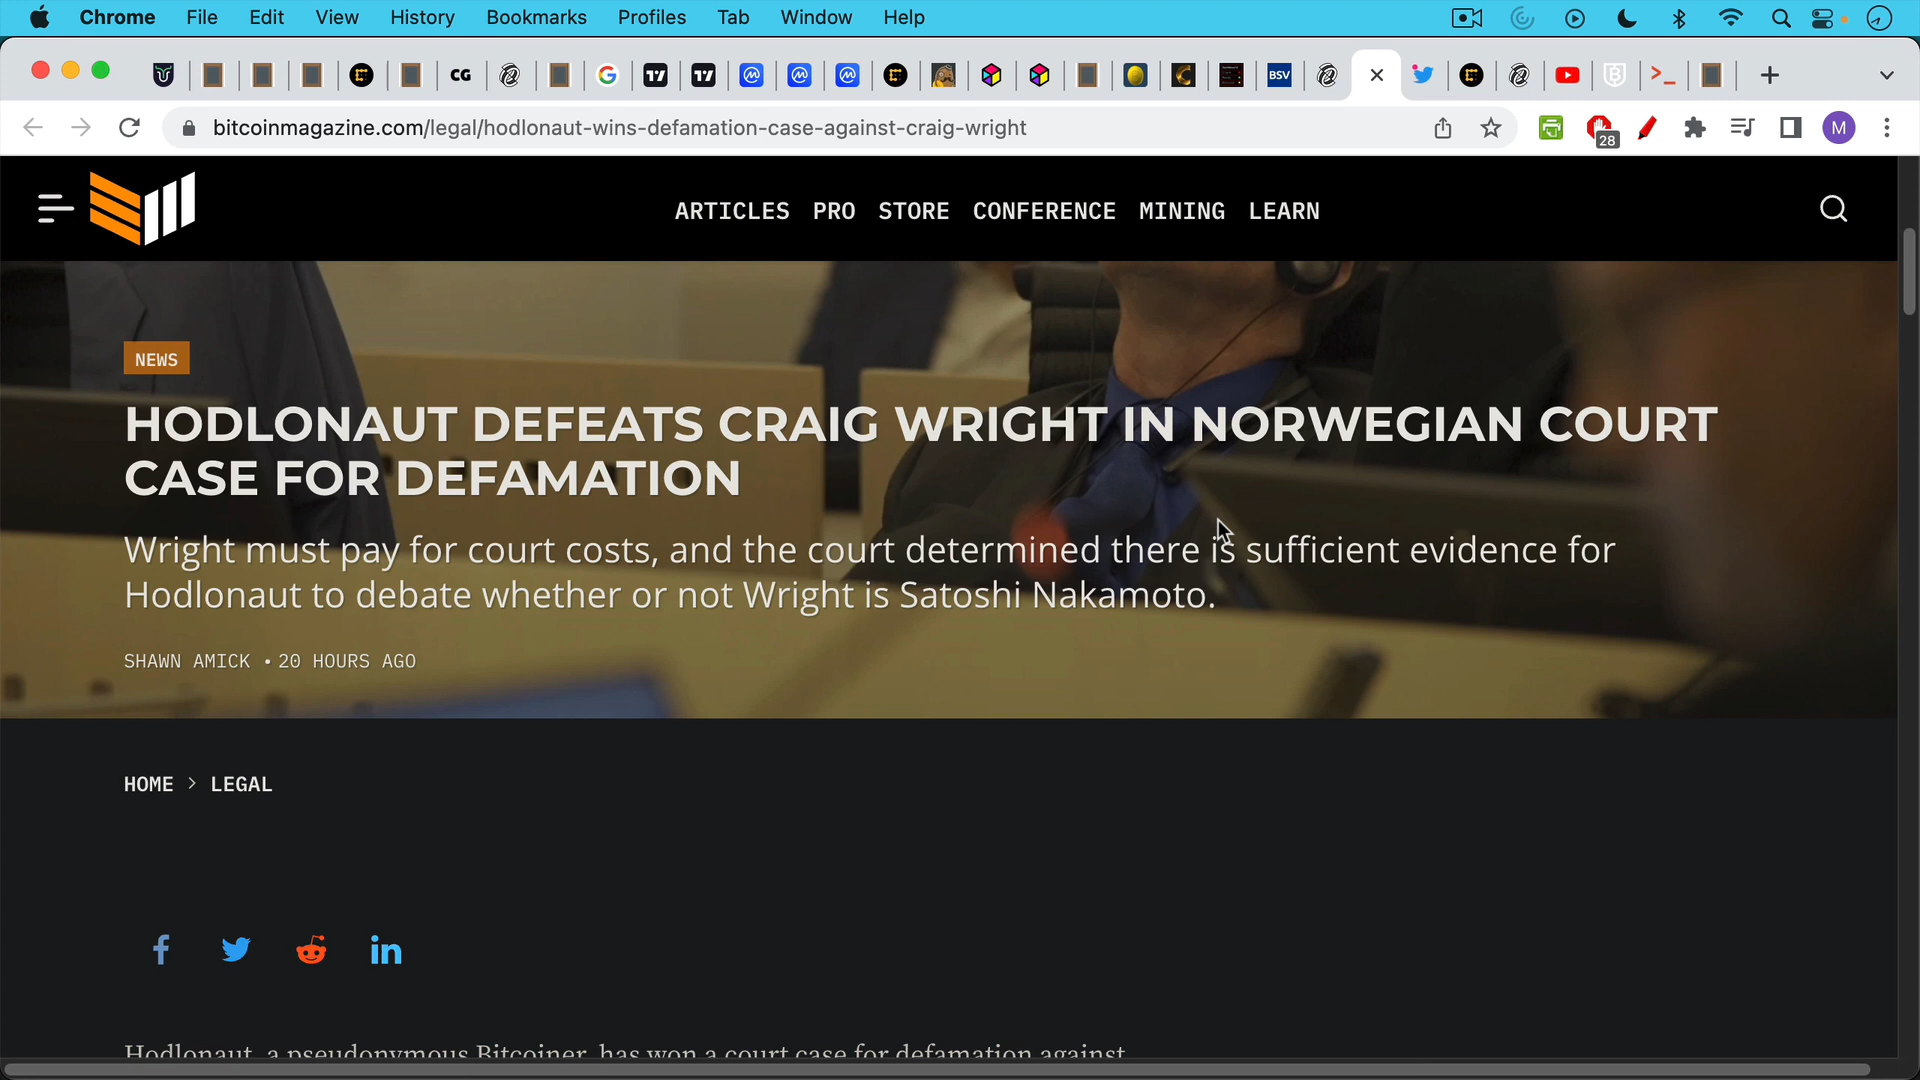 Chrome File Edit View History Bookmarks Profiles Tab Window Help
CG
BSV
bitcoinmagazine.com/legal/hodlonaut-wins-defamation-case-against-craig-wright
28
M
ARTICLES PRO STORE CONFERENCE MINING LEARN
NEWS
HODLONAUT DEFEATS CRAIG WRIGHT IN NORWEGIAN COURT
CASE FOR DEFAMATION
Wright must pay for court costs, and the court determined there is sufficient evidence for
Hodlonaut to debate whether or not Wright is Satoshi Nakamoto.
SHAWN AMICK • 20 HOURS AGO
HOME > LEGAL
Hodlonaut, a pseudonymous Bitcoiner, has won a court case for defamation against